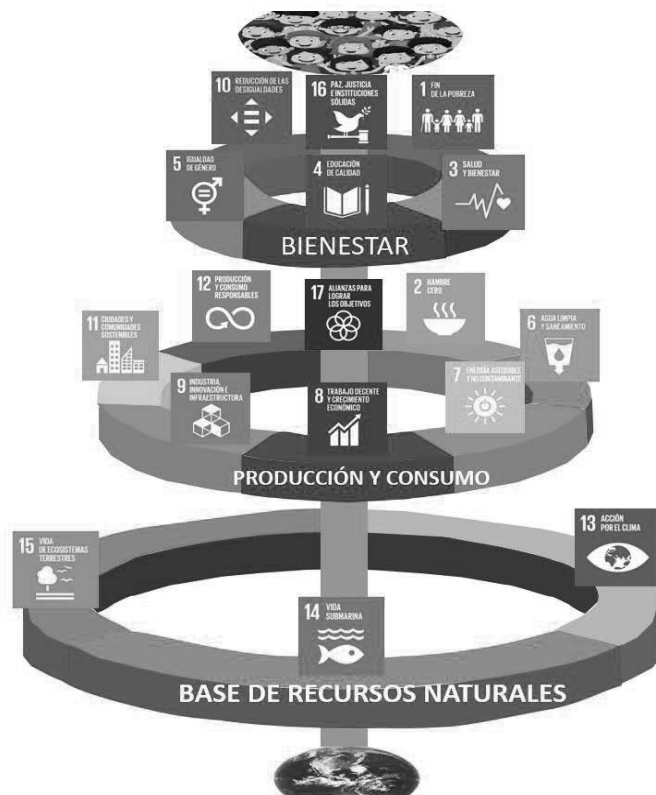 10 REDUCCIÓN DE LAS
DESIGUALDADES
16 PAZ, JUSTICIA
E INSTITUCIONES
SÓLIDAS
1 FIN
DE LA POBREZA
5 IGUALDAD
DE GÉNERO
4 EDUCACIÓN
DE CALIDAD
3 SALUD
Y BIENESTAR
BIENESTAR
12 PRODUCCIÓN
Y CONSUMO
RESPONSABLES
17 ALIANZAS PARA
LOGRAR
LOS OBJETIVOS
2 HAMBRE
CERO
11 CIUDADES Y
COMUNIDADES
SOSTENIBLES
6 AGUA LIMPIA
Y SANEAMIENTO
9 INDUSTRIA,
INNOVACIÓN E
INFRAESTRUCTURA
8 TRABAJO DECENTE
Y CRECIMIENTO
ECONÓMICO
7 ENERGÍA ASEQUIBLE
Y NO CONTAMINANTE
PRODUCCIÓN Y CONSUMO
15 VIDA
DE ECOSISTEMAS
TERRESTRES
13 ACCIÓN
POR EL CLIMA
14 VIDA
SUBMARINA
BASE DE RECURSOS NATURALES